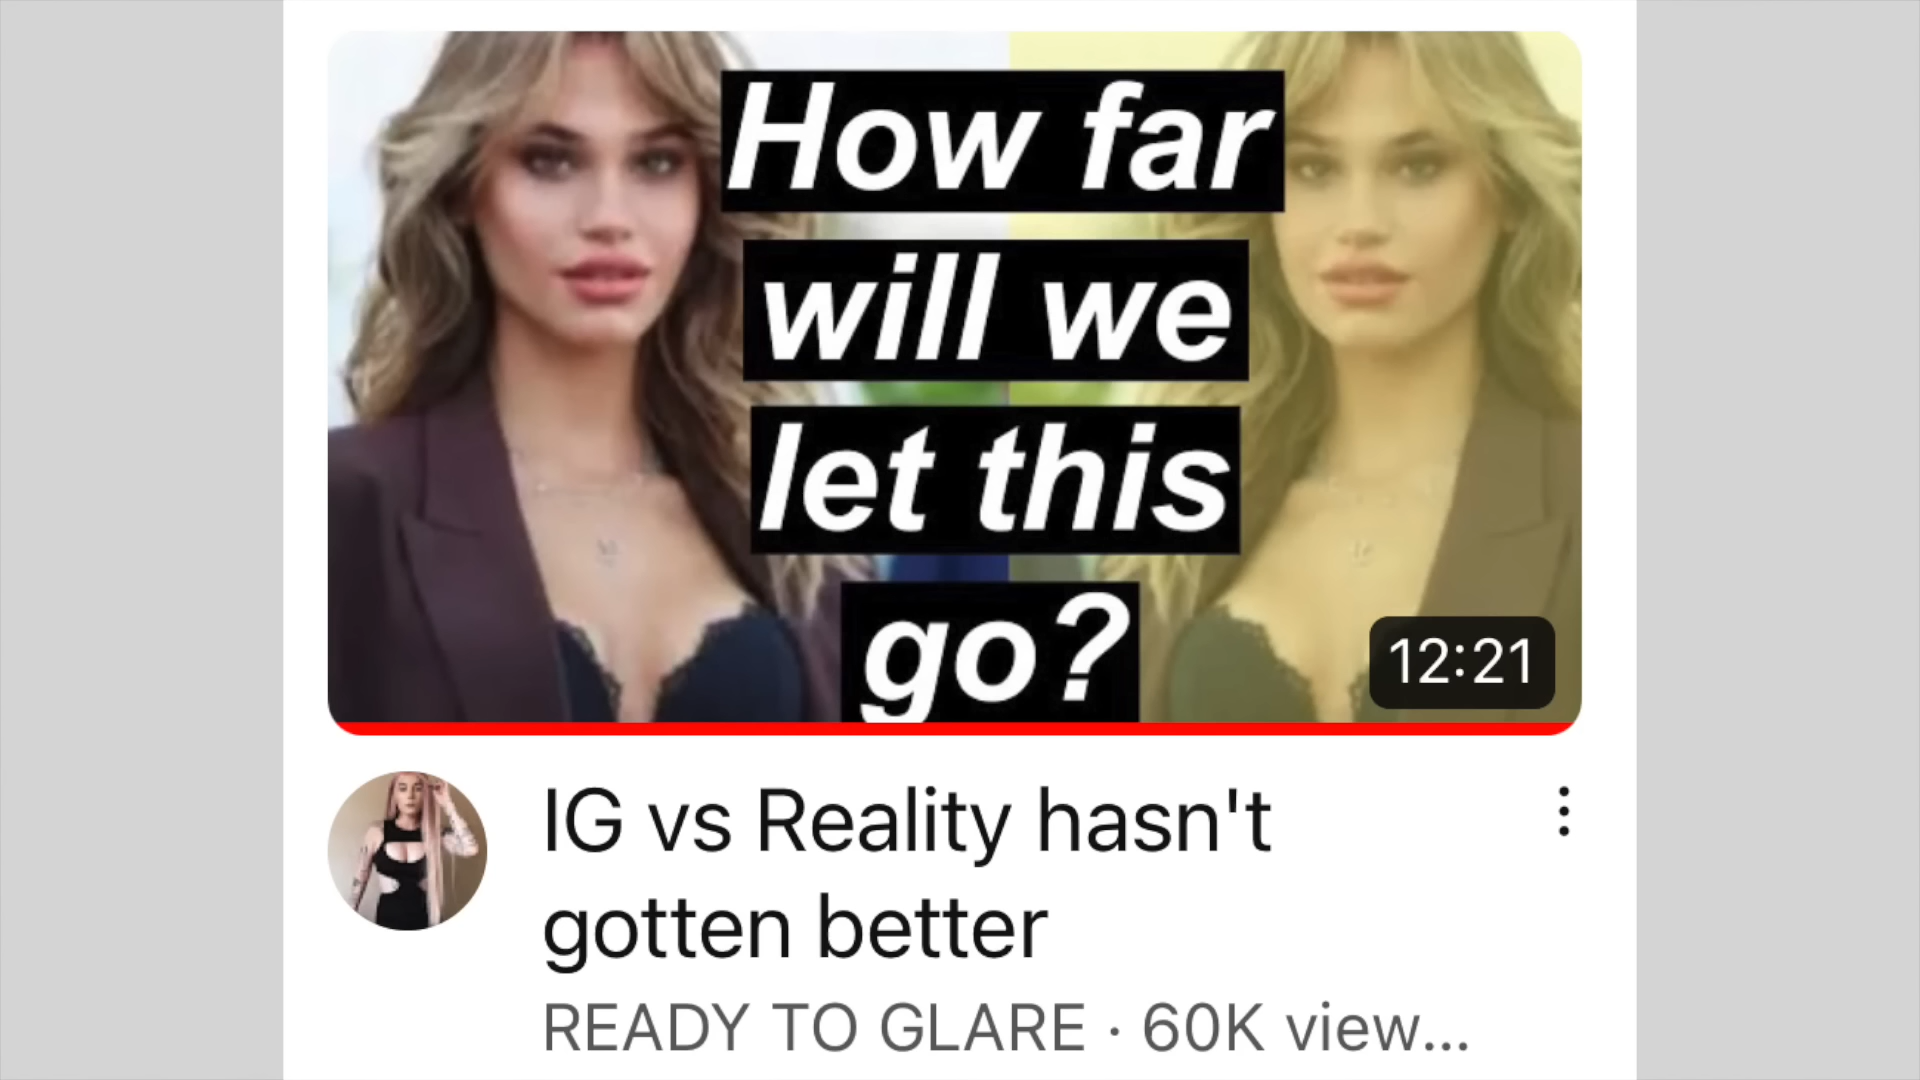 How far
will we
let this
go?
12:21
IG vs Reality hasn't
gotten better
READY TO GLARE · 60K view...